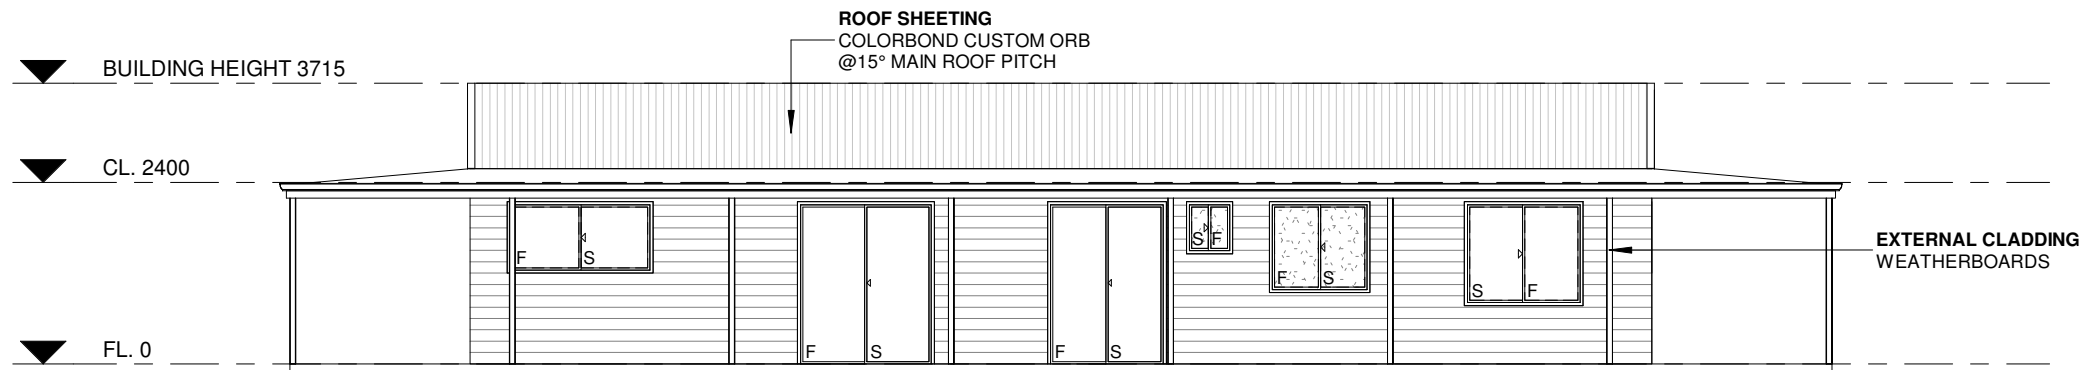 ROOF SHEETING
COLORBOND CUSTOM ORB
@15° MAIN ROOF PITCH
BUILDING HEIGHT 3715
CL. 2400
S F
F S
F S
S F
EXTERNAL CLADDING
WEATHERBOARDS
FL. 0
F S
F S